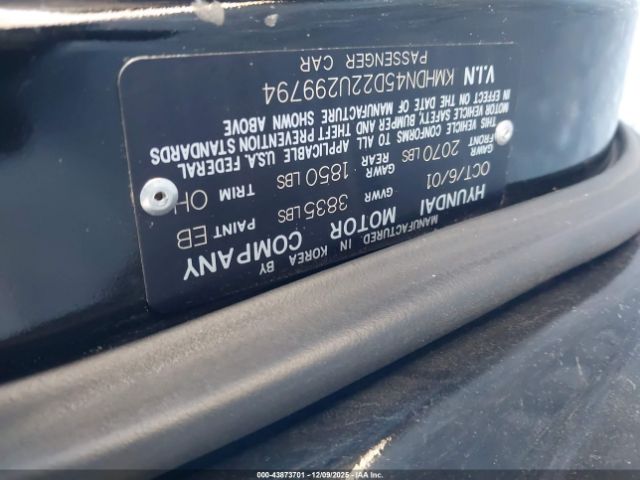 MANUFACTURED IN KOREA BY
HYUNDAI MOTOR COMPANY
OCT/6/01 GVWR 3835 LBS PAINT EB
GAWR FRONT 2070 LBS GAWR REAR 1850 LBS TRIM OH
THIS VEHICLE CONFORMS TO ALL APPLICABLE U.S.A. FEDERAL
MOTOR VEHICLE SAFETY, BUMPER AND THEFT PREVENTION STANDARDS
IN EFFECT ON THE DATE OF MANUFACTURE SHOWN ABOVE
V.I.N KMHDN45D22U299794
PASSENGER CAR
00-43873701 - 12/09/2025 - IAA Inc.